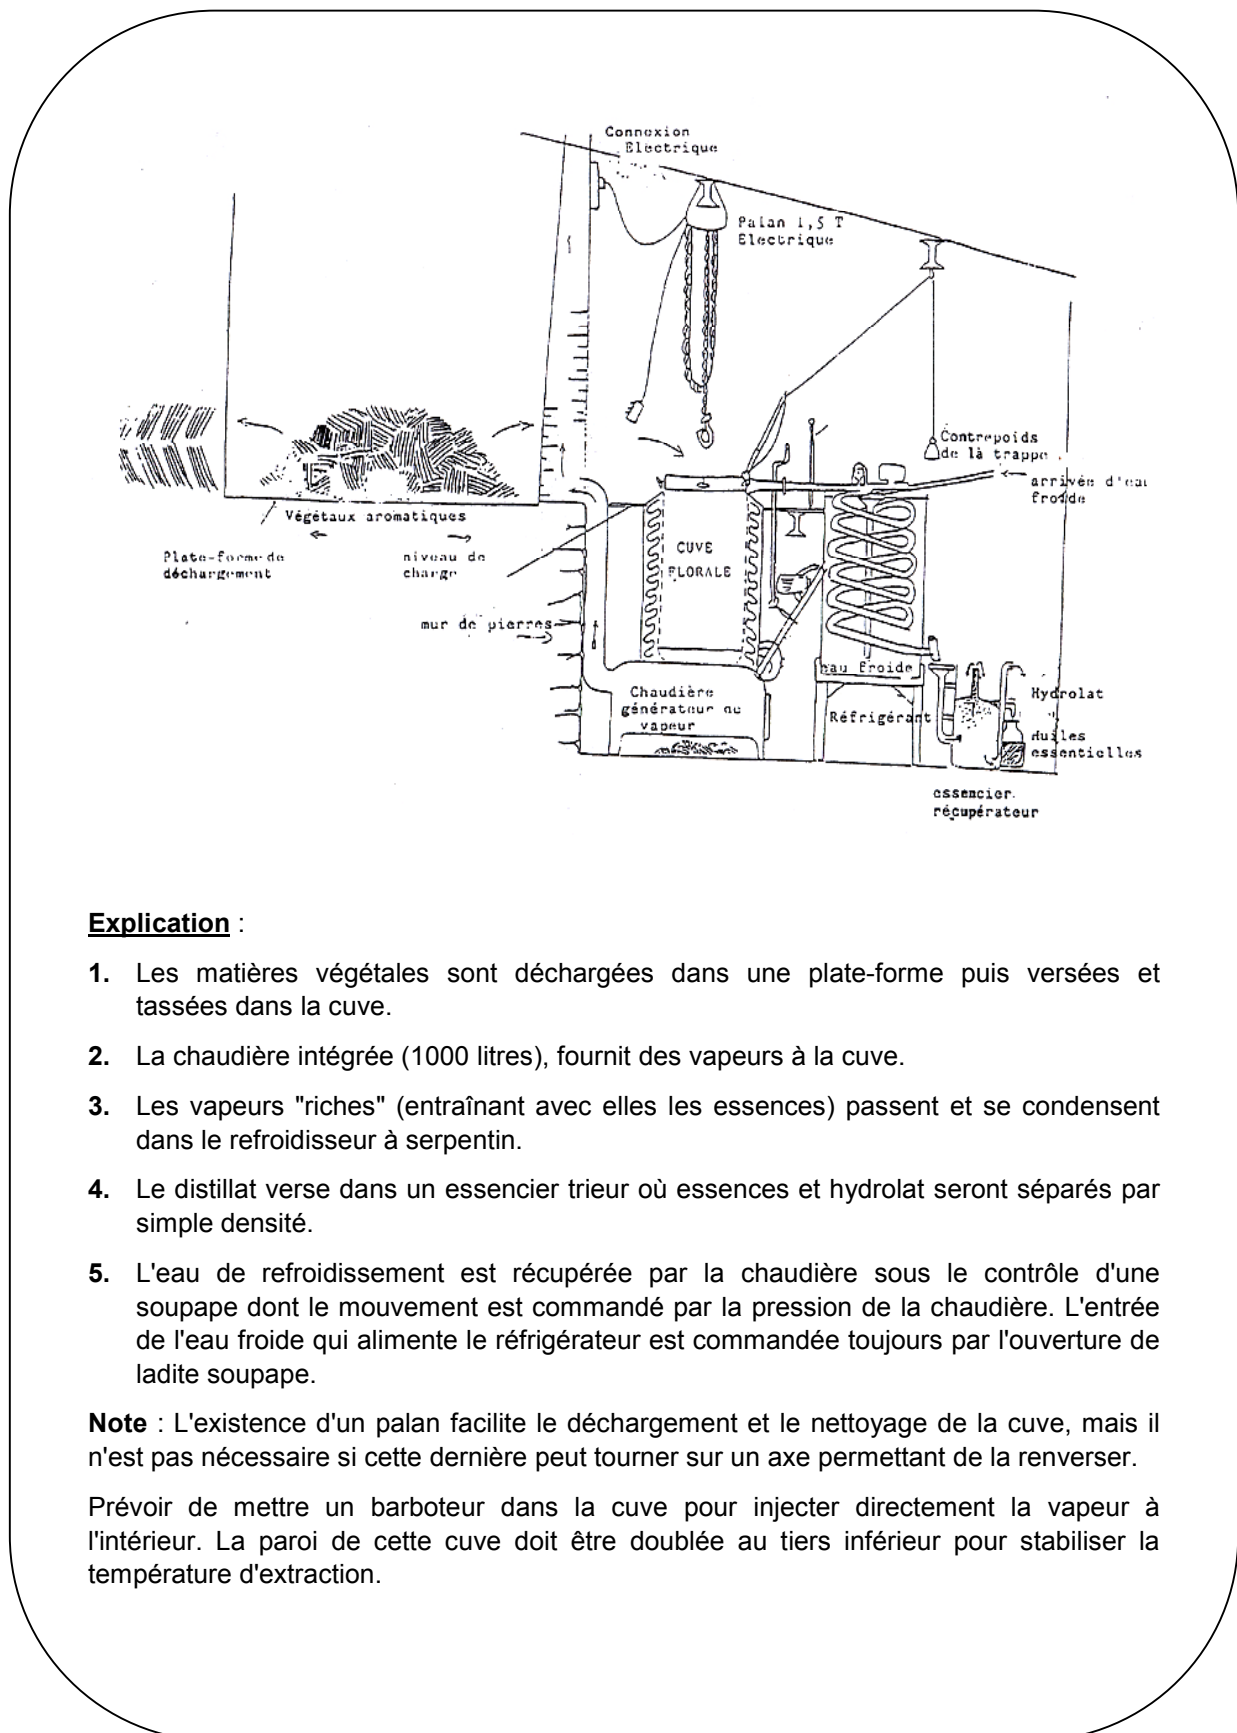 Connexion
Electrique
Palan 1,5 T
Electrique
Contrepoids
de là trappe
arrivée d'eau
froide
Végétaux aromatiques
Plate-forme de
déchargement
niveau de
charge
CUVE
FLORALE
mur de pierres
eau froide
Chaudière
générateur de
vapeur
Réfrigérant
Hydrolat
Huiles
essentielles
essencier
récupérateur
Explication :
1. Les matières végétales sont déchargées dans une plate-forme puis versées et
tassées dans la cuve.
2. La chaudière intégrée (1000 litres), fournit des vapeurs à la cuve.
3. Les vapeurs "riches" (entraînant avec elles les essences) passent et se condensent
dans le refroidisseur à serpentin.
4. Le distillat verse dans un essencier trieur où essences et hydrolat seront séparés par
simple densité.
5. L'eau de refroidissement est récupérée par la chaudière sous le contrôle d'une
soupape dont le mouvement est commandé par la pression de la chaudière. L'entrée
de l'eau froide qui alimente le réfrigérateur est commandée toujours par l'ouverture de
ladite soupape.
Note : L'existence d'un palan facilite le déchargement et le nettoyage de la cuve, mais il
n'est pas nécessaire si cette dernière peut tourner sur un axe permettant de la renverser.
Prévoir de mettre un barboteur dans la cuve pour injecter directement la vapeur à
l'intérieur. La paroi de cette cuve doit être doublée au tiers inférieur pour stabiliser la
température d'extraction.